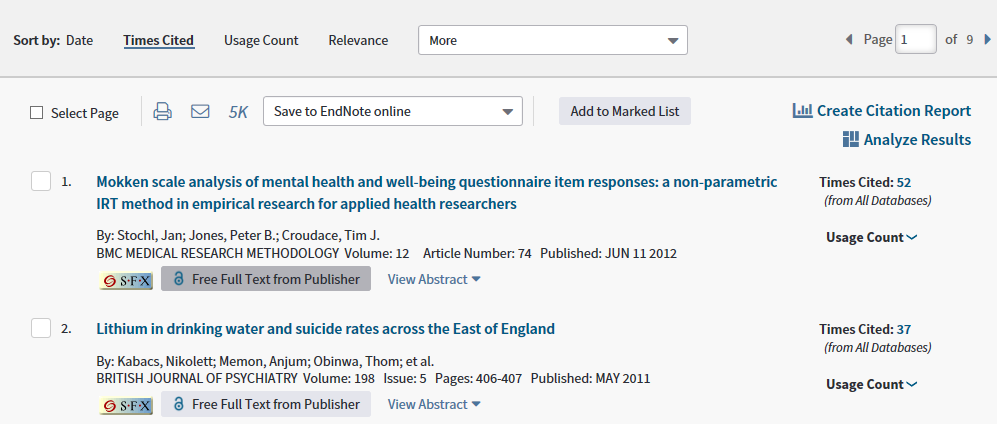 Sort by: Date Times Cited Usage Count Relevance More Page 1 of 9
Select Page 5K Save to EndNote online Add to Marked List Create Citation Report
Analyze Results
1. Mokken scale analysis of mental health and well-being questionnaire item responses: a non-parametric Times Cited: 52
IRT method in empirical research for applied health researchers (from All Databases)
By: Stochl, Jan; Jones, Peter B.; Croudace, Tim J. Usage Count
BMC MEDICAL RESEARCH METHODOLOGY Volume: 12 Article Number: 74 Published: JUN 11 2012
S·F·X Free Full Text from Publisher View Abstract
2. Lithium in drinking water and suicide rates across the East of England Times Cited: 37
(from All Databases)
By: Kabacs, Nikolett; Memon, Anjum; Obinwa, Thom; et al.
BRITISH JOURNAL OF PSYCHIATRY Volume: 198 Issue: 5 Pages: 406-407 Published: MAY 2011 Usage Count
S·F·X Free Full Text from Publisher View Abstract